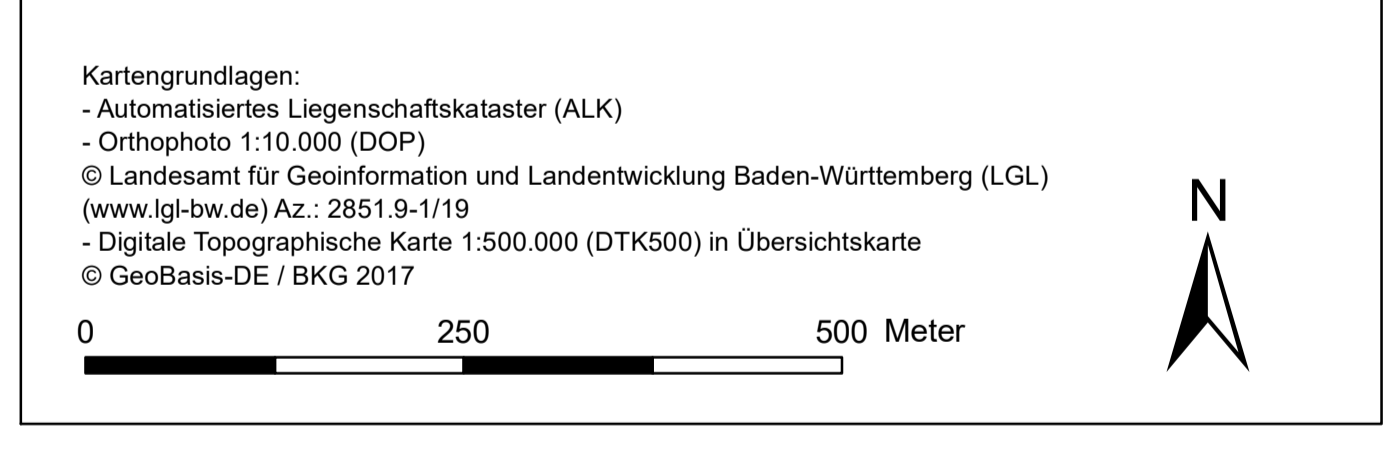 Kartengrundlagen:
- Automatisiertes Liegenschaftskataster (ALK)
- Orthophoto 1:10.000 (DOP)
© Landesamt für Geoinformation und Landentwicklung Baden-Württemberg (LGL)
(www.lgl-bw.de) Az.: 2851.9-1/19
- Digitale Topographische Karte 1:500.000 (DTK500) in Übersichtskarte
© GeoBasis-DE / BKG 2017
N
0 250 500 Meter